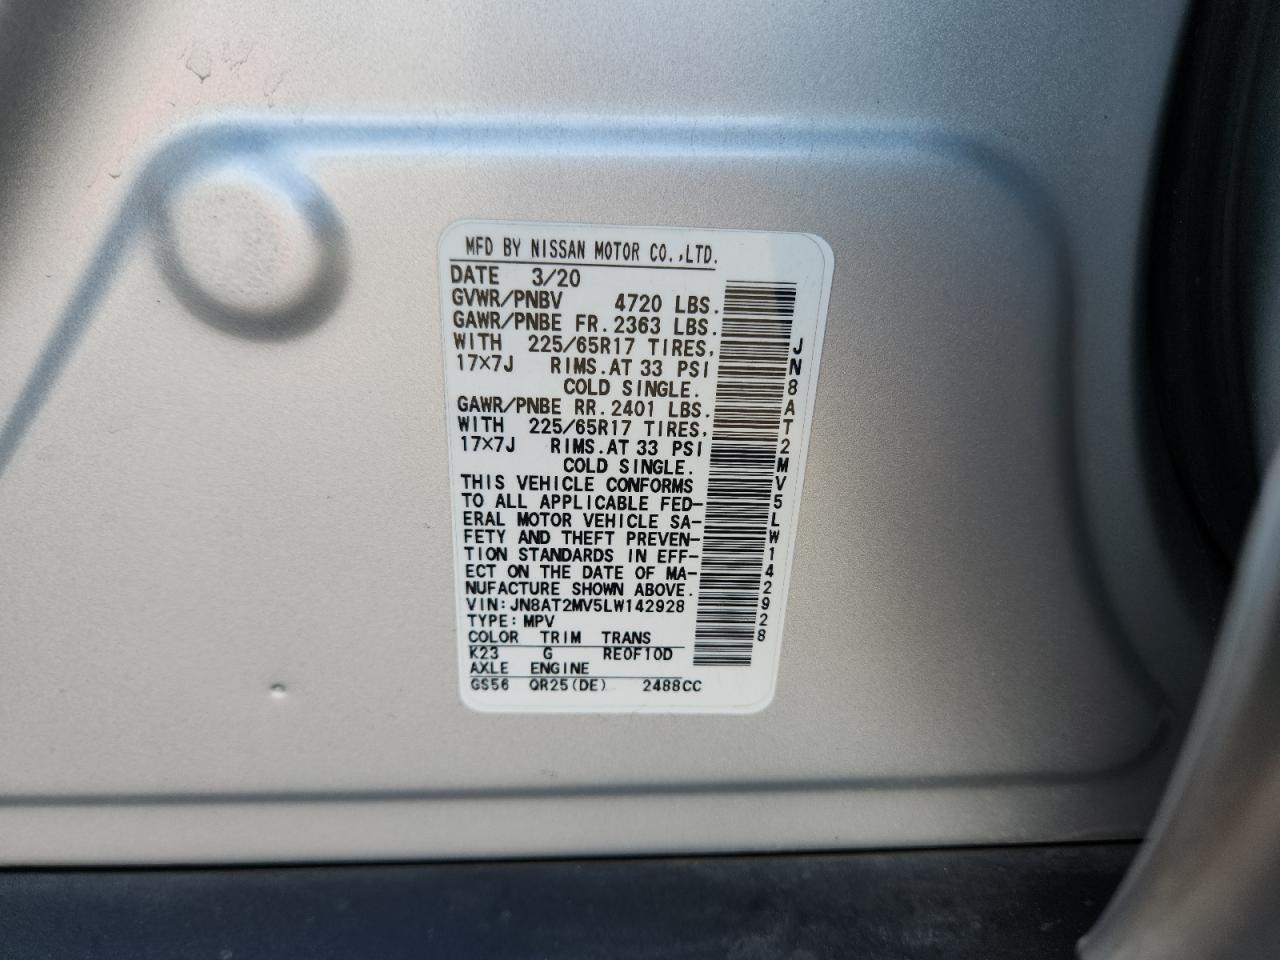 MFD BY NISSAN MOTOR CO.,LTD.
DATE 3/20
GVWR/PNBV 4720 LBS.
GAWR/PNBE FR. 2363 LBS.
WITH 225/65R17 TIRES,
17×7J RIMS.AT 33 PSI
COLD SINGLE.
GAWR/PNBE RR. 2401 LBS.
WITH 225/65R17 TIRES,
17×7J RIMS.AT 33 PSI
COLD SINGLE.
THIS VEHICLE CONFORMS
TO ALL APPLICABLE FED-
ERAL MOTOR VEHICLE SA-
FETY AND THEFT PREVEN-
TION STANDARDS IN EFF-
ECT ON THE DATE OF MA-
NUFACTURE SHOWN ABOVE.
VIN:JN8AT2MV5LW142928
TYPE:MPV
COLOR TRIM TRANS
K23 G RE0F10D
AXLE ENGINE
GS56 QR25(DE) 2488CC
JN8AT2MV5LW142928